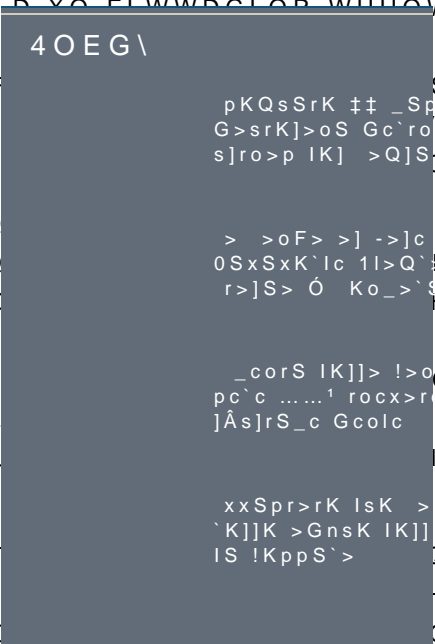 4OEG\
pKQsSrK ‡‡ _Sp
G>srK]>oS Gc`ro
s]ro>p IK] >Q]S
> >oF> >] ->]c
0SxSxK`Ic 1l>Q`
r>]S> Ó Ko_>`S
_corS IK]]> !>o
pc`c ……¹ rocx>r
]Âs]rS_c Gcolc
xxSpr>rK IsK >
`K]]K >GnsK IK]]
IS !KppS`>